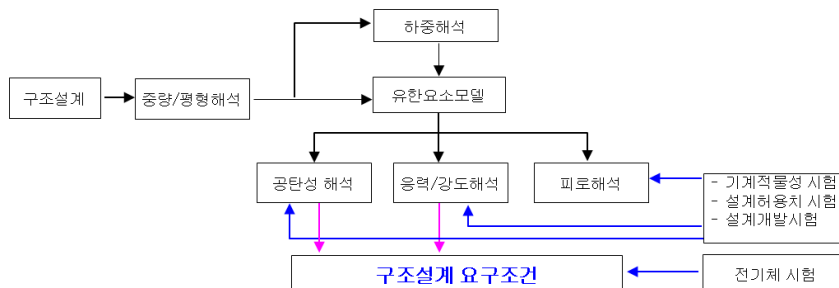 하중해석
구조설계
중량/평형해석
유한요소모델
공탄성 해석
응력/강도해석
피로해석
- 기계적물성 시험
- 설계허용치 시험
- 설계개발시험
구조설계 요구조건
전기체 시험